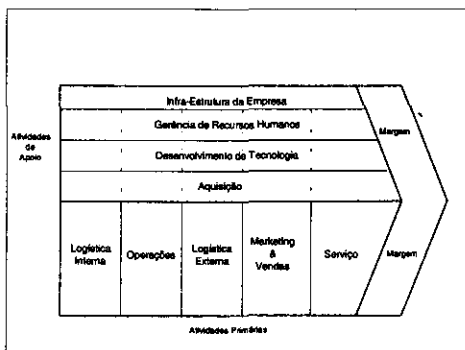 Infra-Estrutura da Empresa
Gerência de Recursos Humanos
Margem
Atividades
de
Apoio
Desenvolvimento de Tecnologia
Aquisição
Logística
Interna
Operações
Logística
Externa
Marketing
&
Vendas
Serviço
Margem
Atividades Primárias